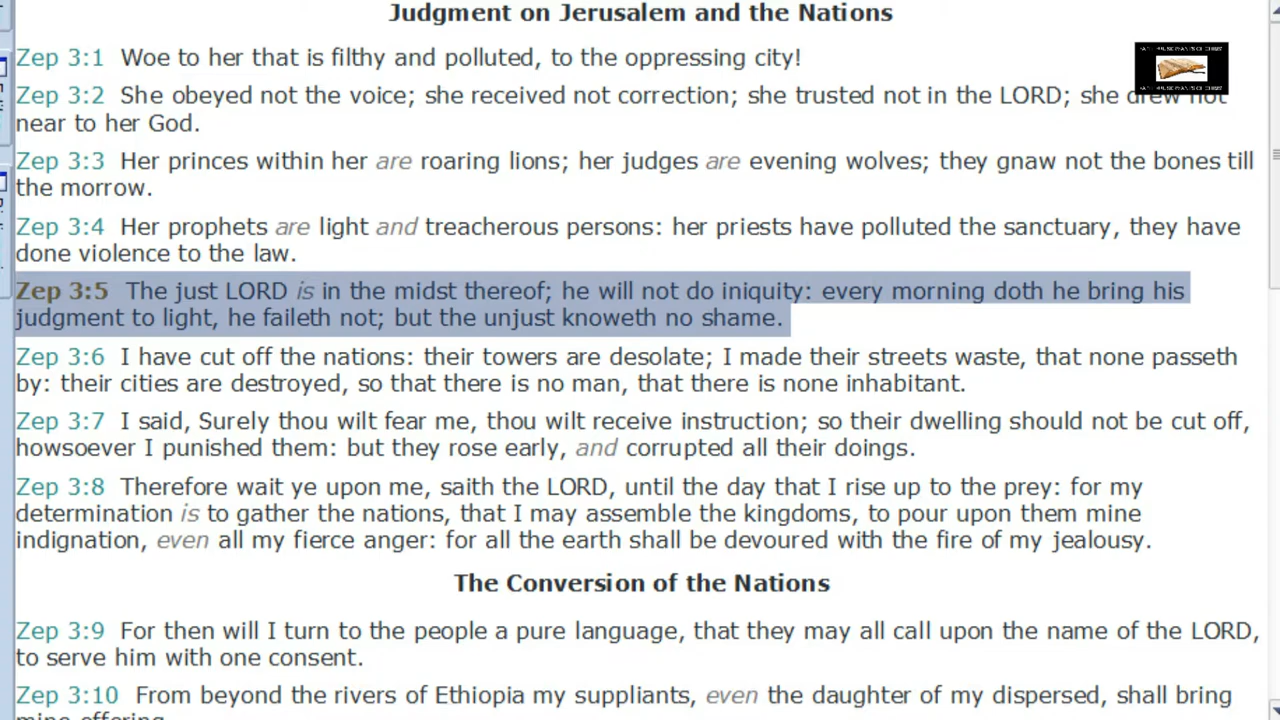 Judgment on Jerusalem and the Nations
Zep 3:1 Woe to her that is filthy and polluted, to the oppressing city!
Zep 3:2 She obeyed not the voice; she received not correction; she trusted not in the LORD; she drew not
near to her God.
Zep 3:3 Her princes within her are roaring lions; her judges are evening wolves; they gnaw not the bones till
the morrow.
Zep 3:4 Her prophets are light and treacherous persons: her priests have polluted the sanctuary, they have
done violence to the law.
Zep 3:5 The just LORD is in the midst thereof; he will not do iniquity: every morning doth he bring his
judgment to light, he faileth not; but the unjust knoweth no shame.
Zep 3:6 I have cut off the nations: their towers are desolate; I made their streets waste, that none passeth
by: their cities are destroyed, so that there is no man, that there is none inhabitant.
Zep 3:7 I said, Surely thou wilt fear me, thou wilt receive instruction; so their dwelling should not be cut off,
howsoever I punished them: but they rose early, and corrupted all their doings.
Zep 3:8 Therefore wait ye upon me, saith the LORD, until the day that I rise up to the prey: for my
determination is to gather the nations, that I may assemble the kingdoms, to pour upon them mine
indignation, even all my fierce anger: for all the earth shall be devoured with the fire of my jealousy.
The Conversion of the Nations
Zep 3:9 For then will I turn to the people a pure language, that they may all call upon the name of the LORD,
to serve him with one consent.
Zep 3:10 From beyond the rivers of Ethiopia my suppliants, even the daughter of my dispersed, shall bring
mine offering.